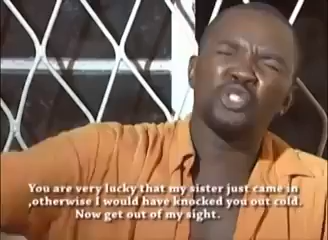 You are very lucky that my sister just came in
,otherwise I would have knocked you out cold.
Now get out of my sight.